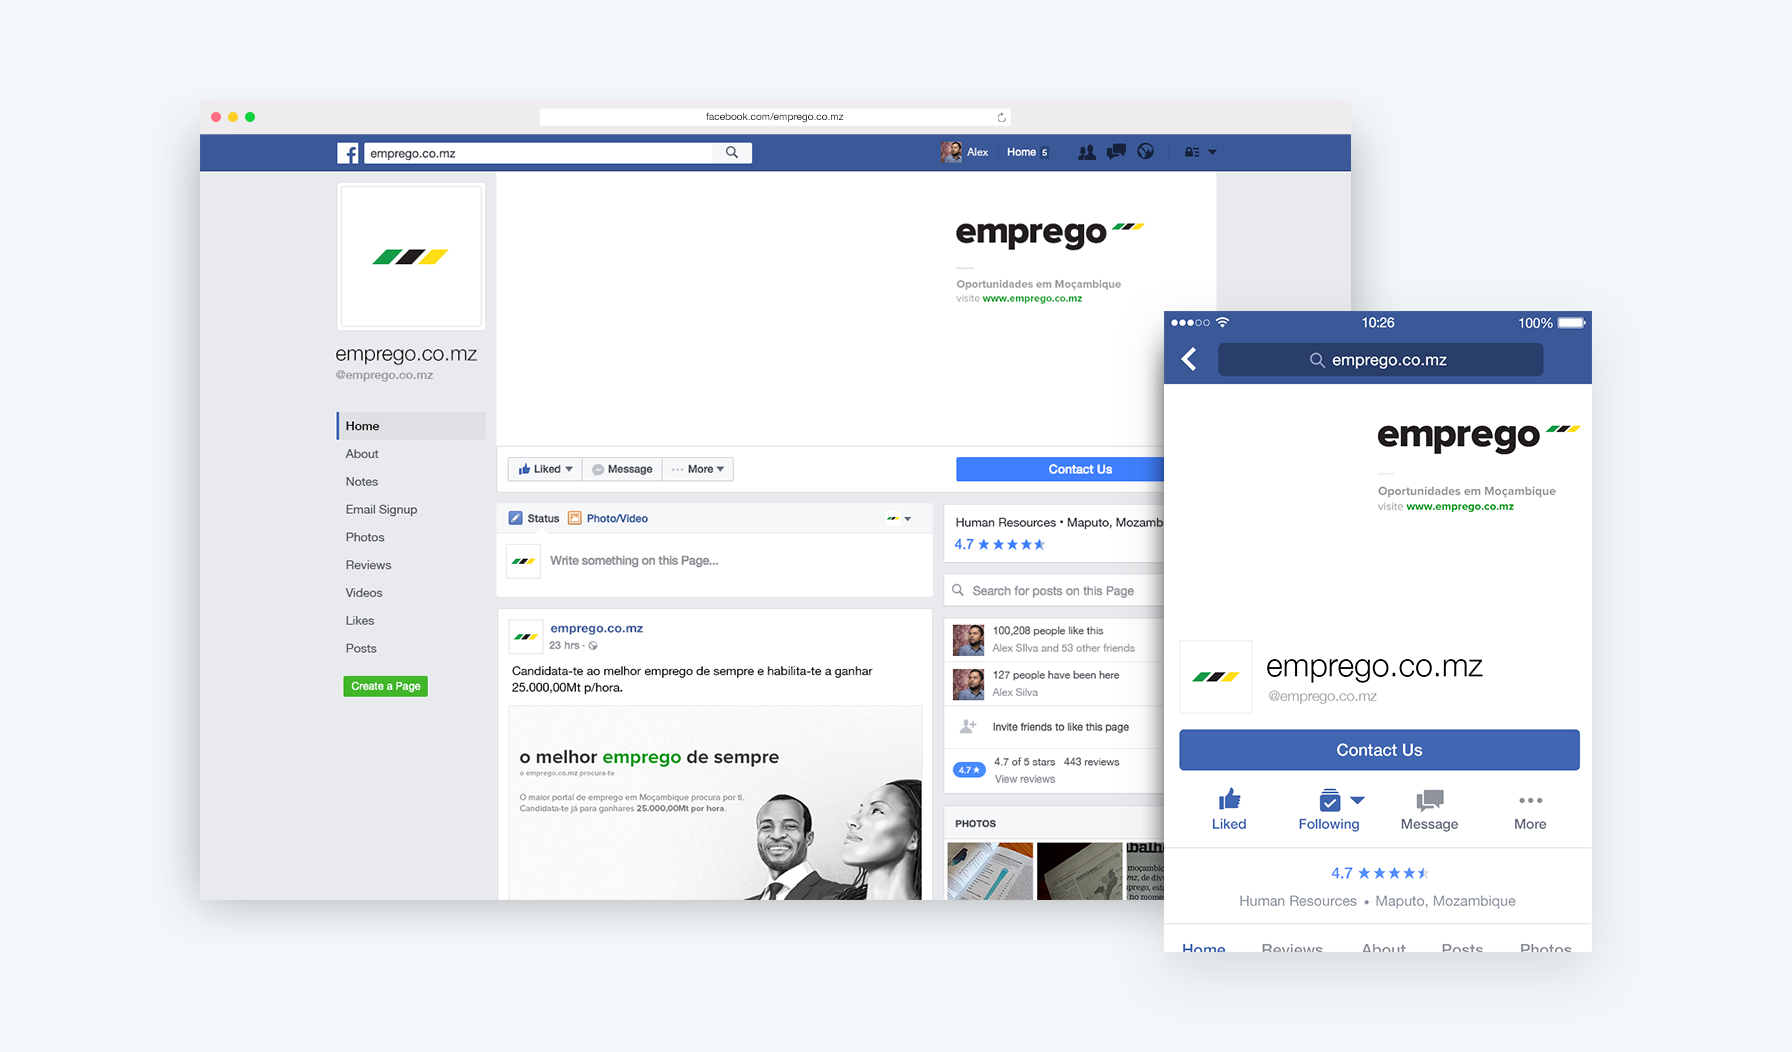 facebook.com/emprego.co.mz
emprego.co.mz
Alex
Home 5
emprego
Oportunidades em Moçambique
visite www.emprego.co.mz
emprego.co.mz
@emprego.co.mz
Home
About
Notes
Email Signup
Photos
Reviews
Videos
Likes
Posts
Create a Page
Liked
Message
More
Contact Us
Status
Photo/Video
Write something on this Page...
emprego.co.mz
23 hrs
Candidata-te ao melhor emprego de sempre e habilita-te a ganhar
25.000,00Mt p/hora.
o melhor emprego de sempre
o emprego.co.mz procura-te
O maior portal de emprego em Moçambique procura por ti.
Candidata-te já para ganhares 25.000,00Mt por hora.
Human Resources • Maputo, Mozamb
4.7
Search for posts on this Page
100,208 people like this
Alex SIlva and 53 other friends
127 people have been here
Alex Silva
Invite friends to like this page
4.7 ★
4.7 of 5 stars 443 reviews
View reviews
PHOTOS
10:26
100%
emprego.co.mz
emprego
Oportunidades em Moçambique
visite www.emprego.co.mz
emprego.co.mz
@emprego.co.mz
Contact Us
Liked
Following
Message
More
4.7
Human Resources • Maputo, Mozambique
Home
Reviews
About
Posts
Photos